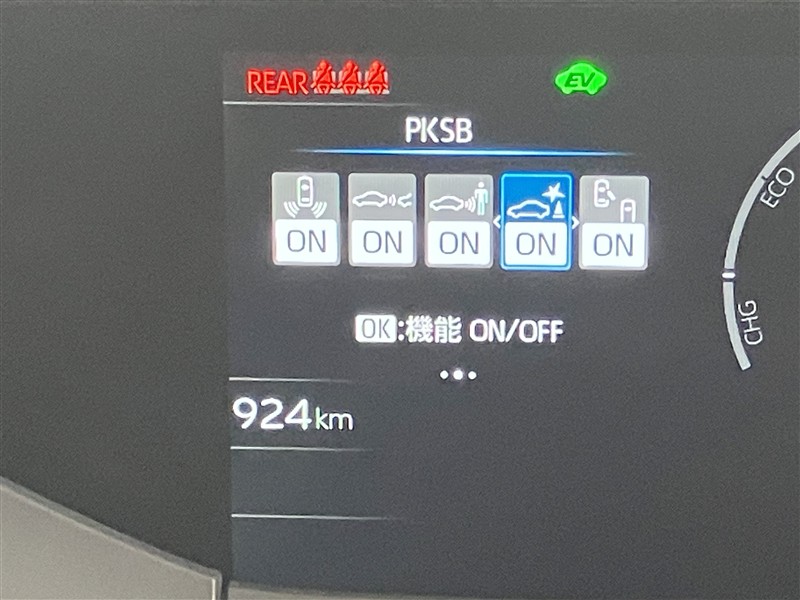 REAR
EV
PKSB
ON ON ON ON ON
OK:機能 ON/OFF
924km
ECO
CHG